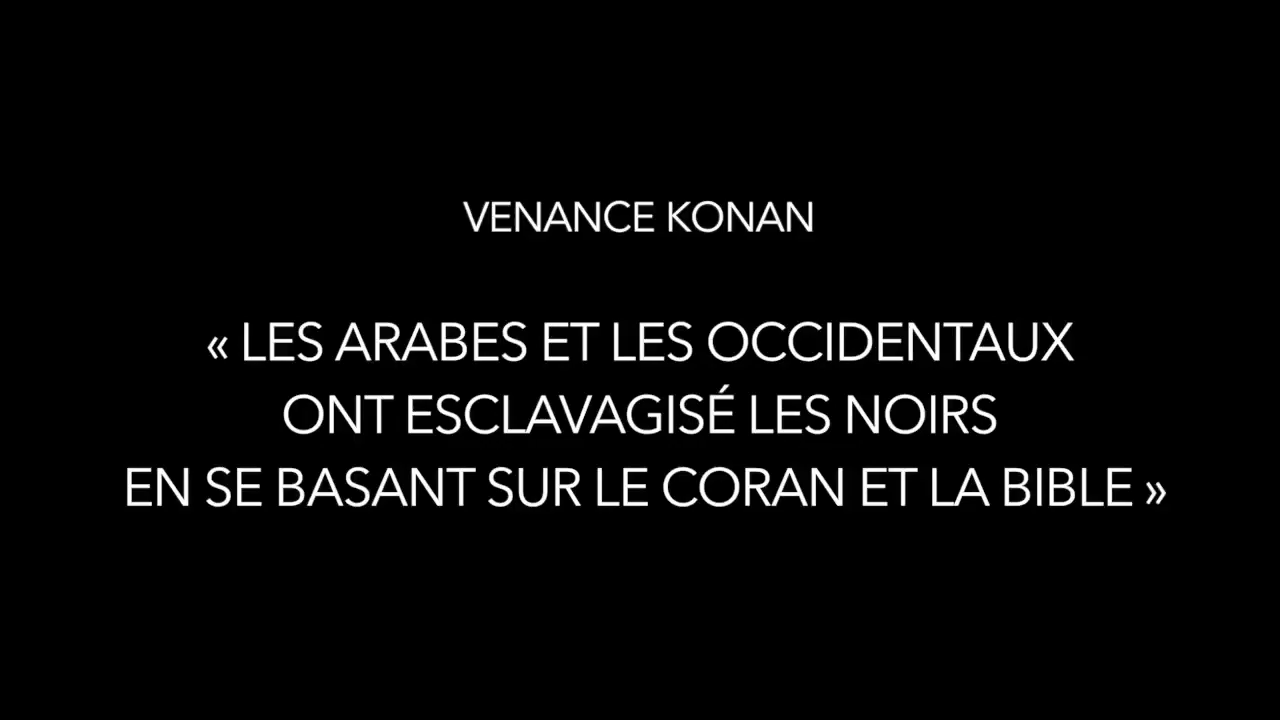 VENANCE KONAN
« LES ARABES ET LES OCCIDENTAUX
ONT ESCLAVAGISÉ LES NOIRS
EN SE BASANT SUR LE CORAN ET LA BIBLE »